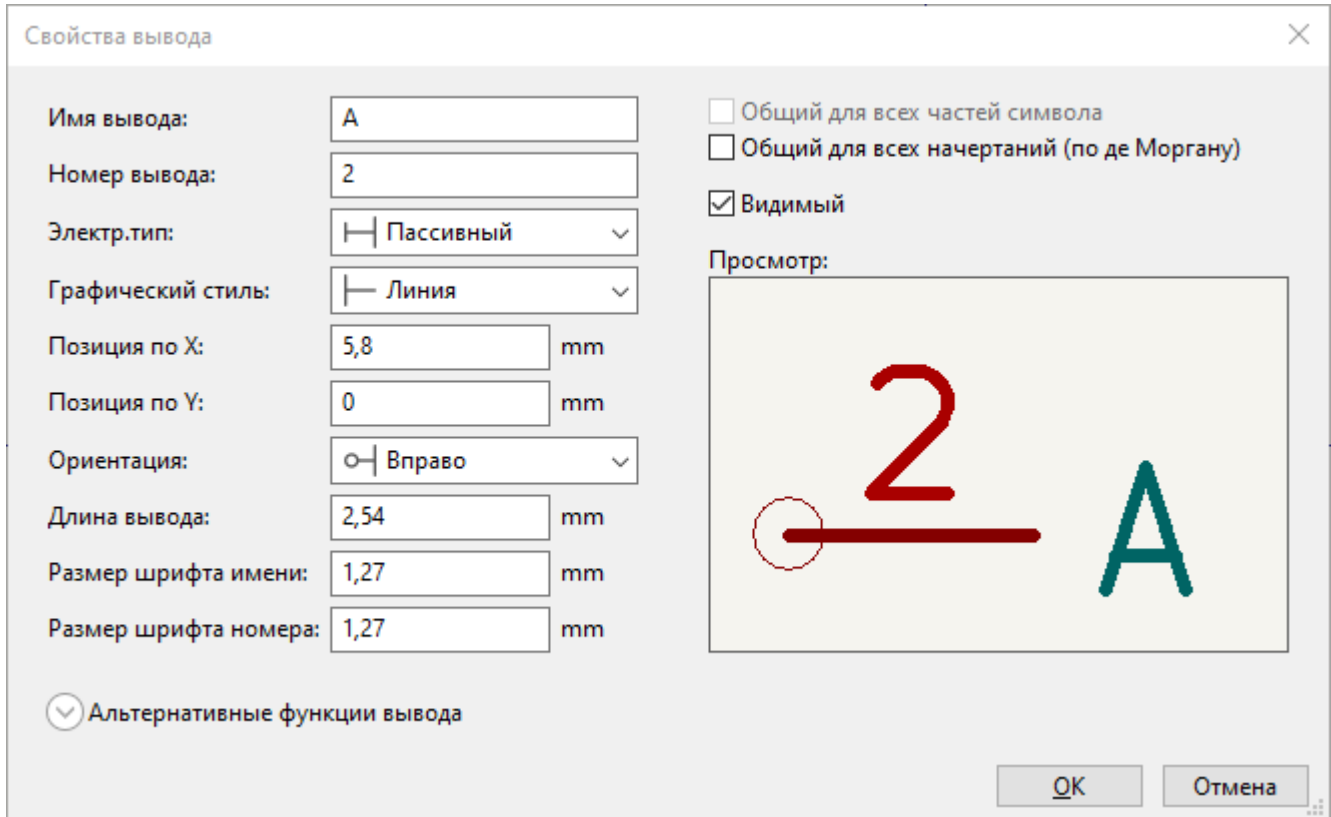 Свойства вывода
Имя вывода: A
Номер вывода: 2
Электр.тип: Пассивный
Графический стиль: Линия
Позиция по X: 5,8 mm
Позиция по Y: 0 mm
Ориентация: Вправо
Длина вывода: 2,54 mm
Размер шрифта имени: 1,27 mm
Размер шрифта номера: 1,27 mm
Альтернативные функции вывода
Общий для всех частей символа
Общий для всех начертаний (по де Моргану)
Видимый
Просмотр:
2
A
OK Отмена